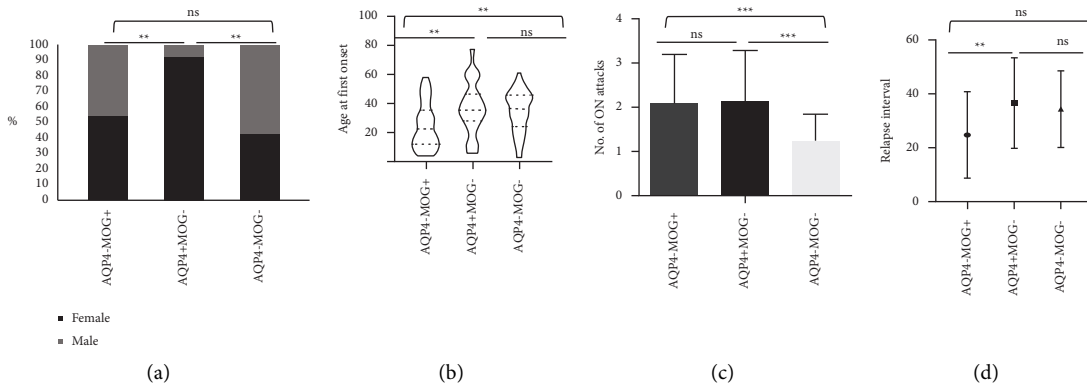 ns
** **
100
90
80
70
60
50
40
30
20
10
0
%
AQP4-MOG+
AQP4+MOG-
AQP4-MOG-
Female
Male
(a)
**
** ns
80
60
40
20
Age at first onset
AQP4-MOG+
AQP4+MOG-
AQP4-MOG-
(b)
***
ns ***
4
3
2
1
0
No. of ON attacks
AQP4-MOG+
AQP4+MOG-
AQP4-MOG-
(c)
ns
** ns
60
40
20
0
Relapse interval
AQP4-MOG+
AQP4+MOG-
AQP4-MOG-
(d)